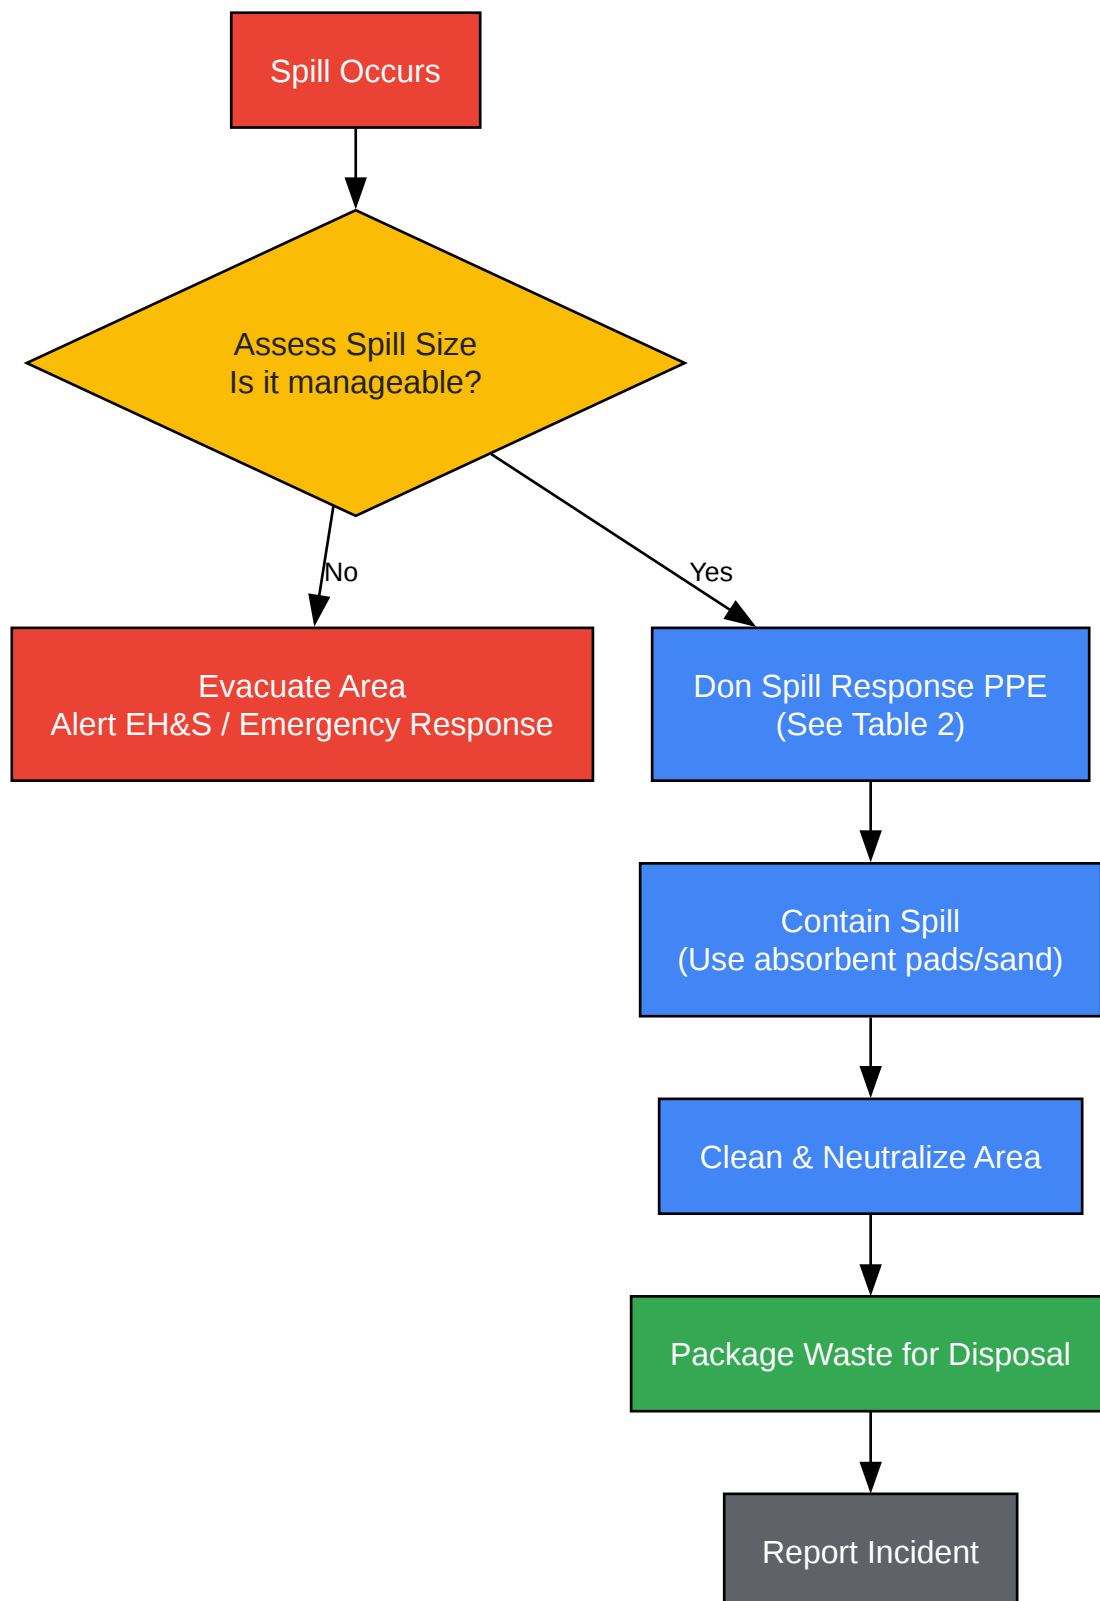 Spill Occurs
Assess Spill Size
Is it manageable?
No
Yes
Evacuate Area
Alert EH&S / Emergency Response
Don Spill Response PPE
(See Table 2)
Contain Spill
(Use absorbent pads/sand)
Clean & Neutralize Area
Package Waste for Disposal
Report Incident